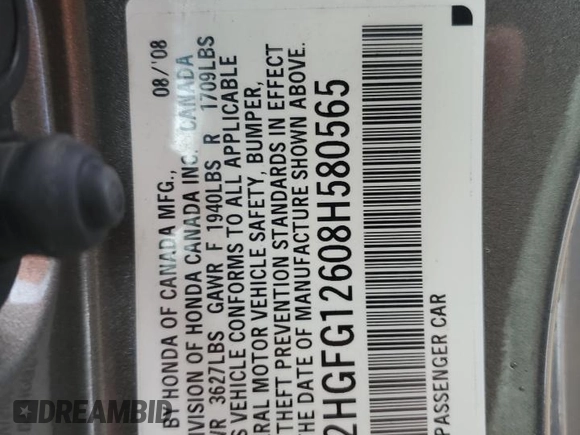 08/'08
BY HONDA OF CANADA MFG.,
DIVISION OF HONDA CANADA INC., CANADA
3627LBS GAWR F 1940LBS R 1709LBS
VEHICLE CONFORMS TO ALL APPLICABLE
MOTOR VEHICLE SAFETY, BUMPER,
THEFT PREVENTION STANDARDS IN EFFECT
THE DATE OF MANUFACTURE SHOWN ABOVE.
2HGFG12608H580565
PASSENGER CAR
DREAMBID